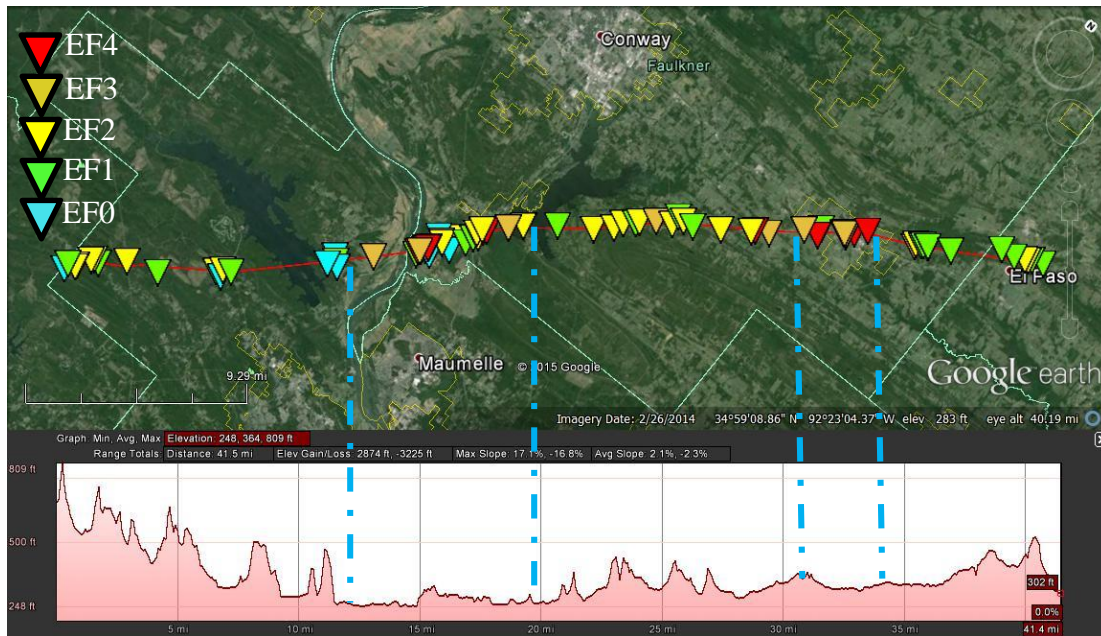 EF4
EF3
EF2
EF1
EF0
Conway
Faulkner
N
El Paso
Maumelle
© 2015 Google
9.29 mi
Google earth
Imagery Date: 2/26/2014 34°59'08.86" N 92°23'04.37" W elev 283 ft eye alt 40.19 mi
Graph: Min, Avg, Max Elevation: 248, 364, 809 ft
Range Totals: Distance: 41.5 mi Elev Gain/Loss: 2874 ft, -3225 ft Max Slope: 17.1%, -16.8% Avg Slope: 2.1%, -2.3%
809 ft
500 ft
248 ft
302 ft
0.0%
5 mi 10 mi 15 mi 20 mi 25 mi 30 mi 35 mi 41.4 mi